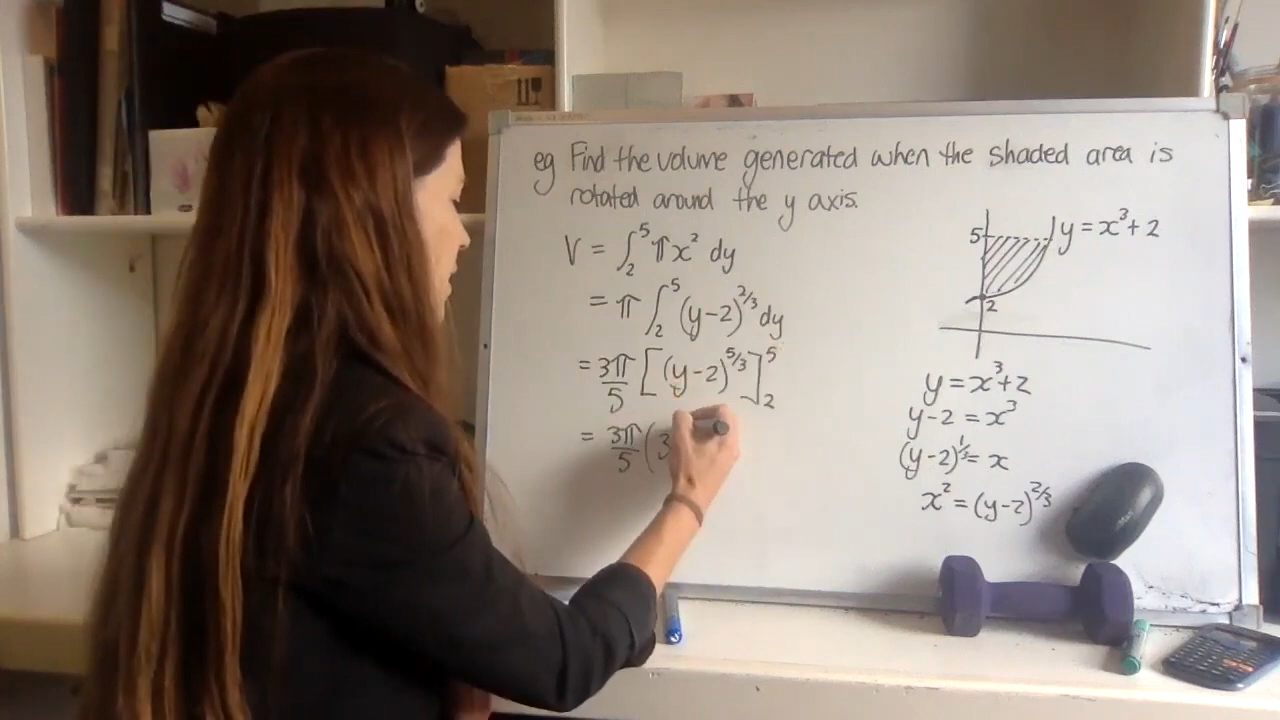 eg Find the volume generated when the shaded area is
rotated around the y axis.
V = ∫₂⁵ πx² dy
= π ∫₂⁵ (y-2)^2/3 dy
= 3π/5 [(y-2)^5/3]₂⁵
= 3π/5 (3
5
y = x³+2
2
y = x³+2
y-2 = x³
(y-2)^1/3 = x
x² = (y-2)^2/3